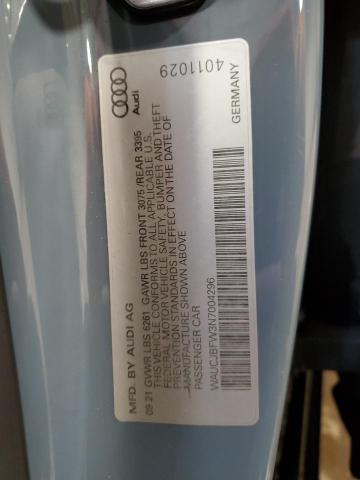 MFD. BY AUDI AG
09.21 GVWR LBS 6261 GAWR LBS FRONT 3075 /REAR 3395
THIS VEHICLE CONFORMS TO ALL APPLICABLE U.S.
FEDERAL MOTOR VEHICLE SAFETY, BUMPER AND THEFT
PREVENTION STANDARDS IN EFFECT ON THE DATE OF
MANUFACTURE SHOWN ABOVE
PASSENGER CAR
WAUCJBFW3N7004296
Audi
4011029
GERMANY